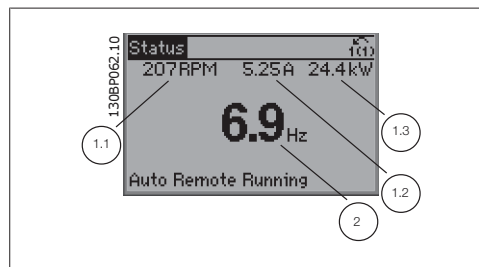 130BP062.10
Status
1(1)
207RPM 5.25A 24.4kW
6.9Hz
Auto Remote Running
1.1
1.3
1.2
2